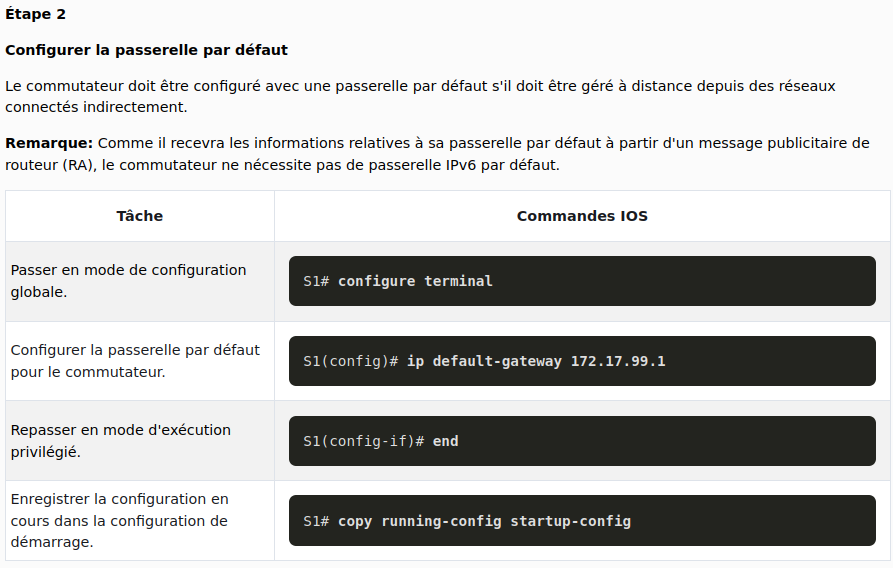 Étape 2
Configurer la passerelle par défaut
Le commutateur doit être configuré avec une passerelle par défaut s'il doit être géré à distance depuis des réseaux
connectés indirectement.
Remarque: Comme il recevra les informations relatives à sa passerelle par défaut à partir d'un message publicitaire de
routeur (RA), le commutateur ne nécessite pas de passerelle IPv6 par défaut.
Tâche
Commandes IOS
Passer en mode de configuration
globale.
S1# configure terminal
Configurer la passerelle par défaut
pour le commutateur.
S1(config)# ip default-gateway 172.17.99.1
Repasser en mode d'exécution
privilégié.
S1(config-if)# end
Enregistrer la configuration en
cours dans la configuration de
démarrage.
S1# copy running-config startup-config